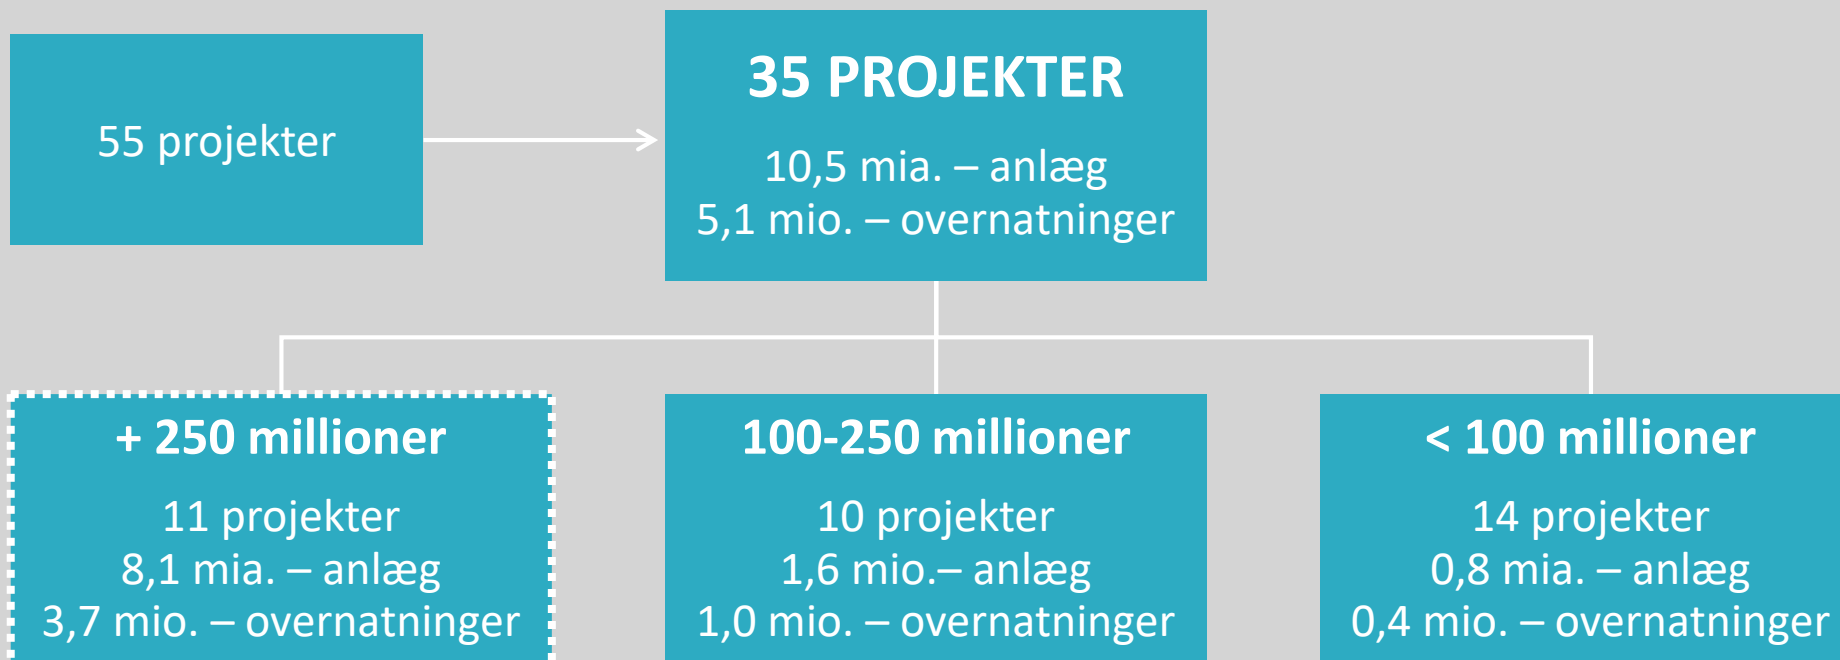 55 projekter
35 PROJEKTER
10,5 mia. – anlæg
5,1 mio. – overnatninger
+ 250 millioner
11 projekter
8,1 mia. – anlæg
3,7 mio. – overnatninger
100-250 millioner
10 projekter
1,6 mio.– anlæg
1,0 mio. – overnatninger
< 100 millioner
14 projekter
0,8 mia. – anlæg
0,4 mio. – overnatninger